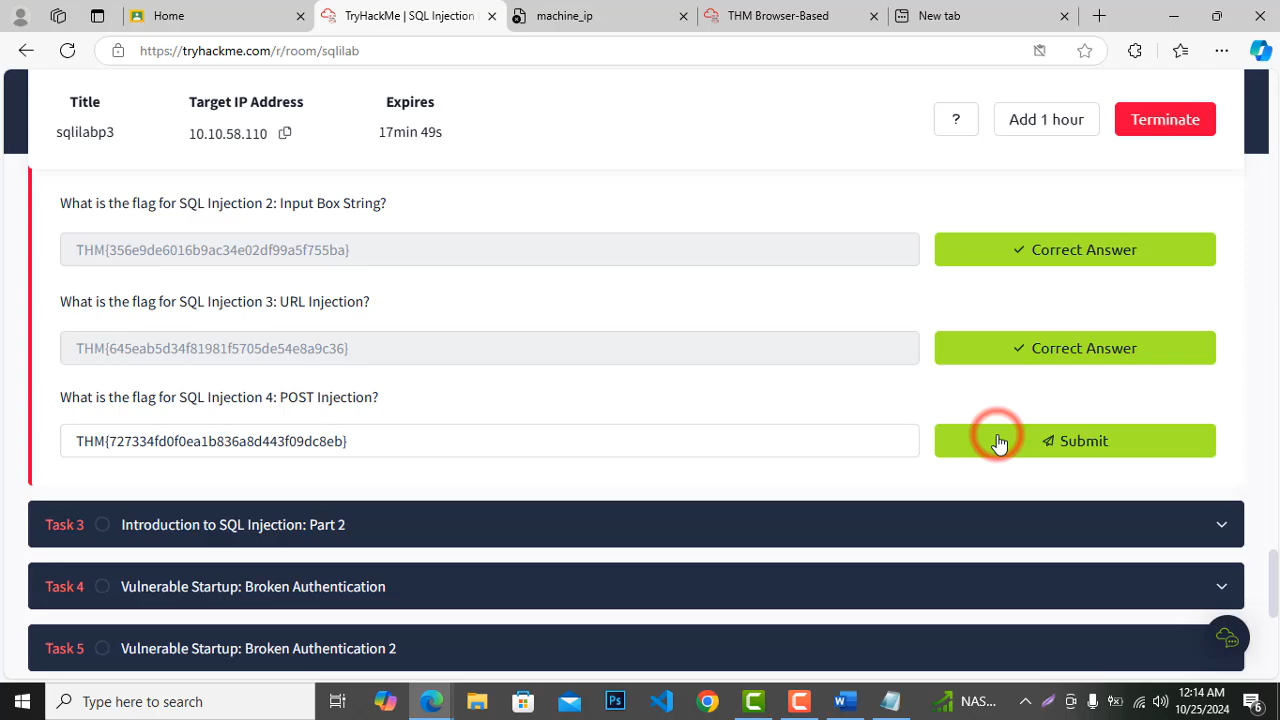 Home
TryHackMe | SQL Injection
machine_ip
THM Browser-Based
New tab
https://tryhackme.com/r/room/sqlilab
Title
Target IP Address
Expires
sqlilabp3
10.10.58.110
17min 49s
?
Add 1 hour
Terminate
What is the flag for SQL Injection 2: Input Box String?
THM{356e9de6016b9ac34e02df99a5f755ba}
Correct Answer
What is the flag for SQL Injection 3: URL Injection?
THM{645eab5d34f81981f5705de54e8a9c36}
Correct Answer
What is the flag for SQL Injection 4: POST Injection?
THM{727334fd0f0ea1b836a8d443f09dc8eb}
Submit
Task 3 Introduction to SQL Injection: Part 2
Task 4 Vulnerable Startup: Broken Authentication
Task 5 Vulnerable Startup: Broken Authentication 2
Type here to search
NAS...
12:14 AM
10/25/2024
6